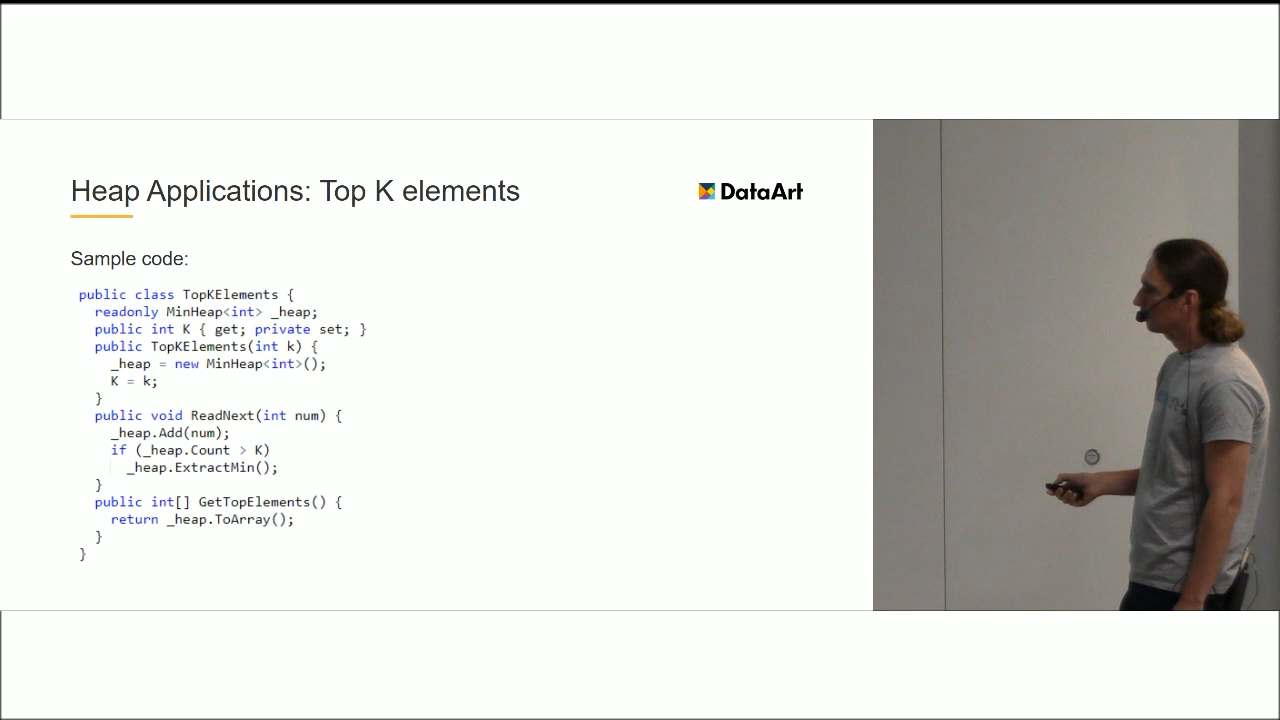 Heap Applications: Top K elements
DataArt
Sample code:
public class TopKElements {
readonly MinHeap<int> _heap;
public int K { get; private set; }
public TopKElements(int k) {
_heap = new MinHeap<int>();
K = k;
}
public void ReadNext(int num) {
_heap.Add(num);
if (_heap.Count > K)
_heap.ExtractMin();
}
public int[] GetTopElements() {
return _heap.ToArray();
}
}